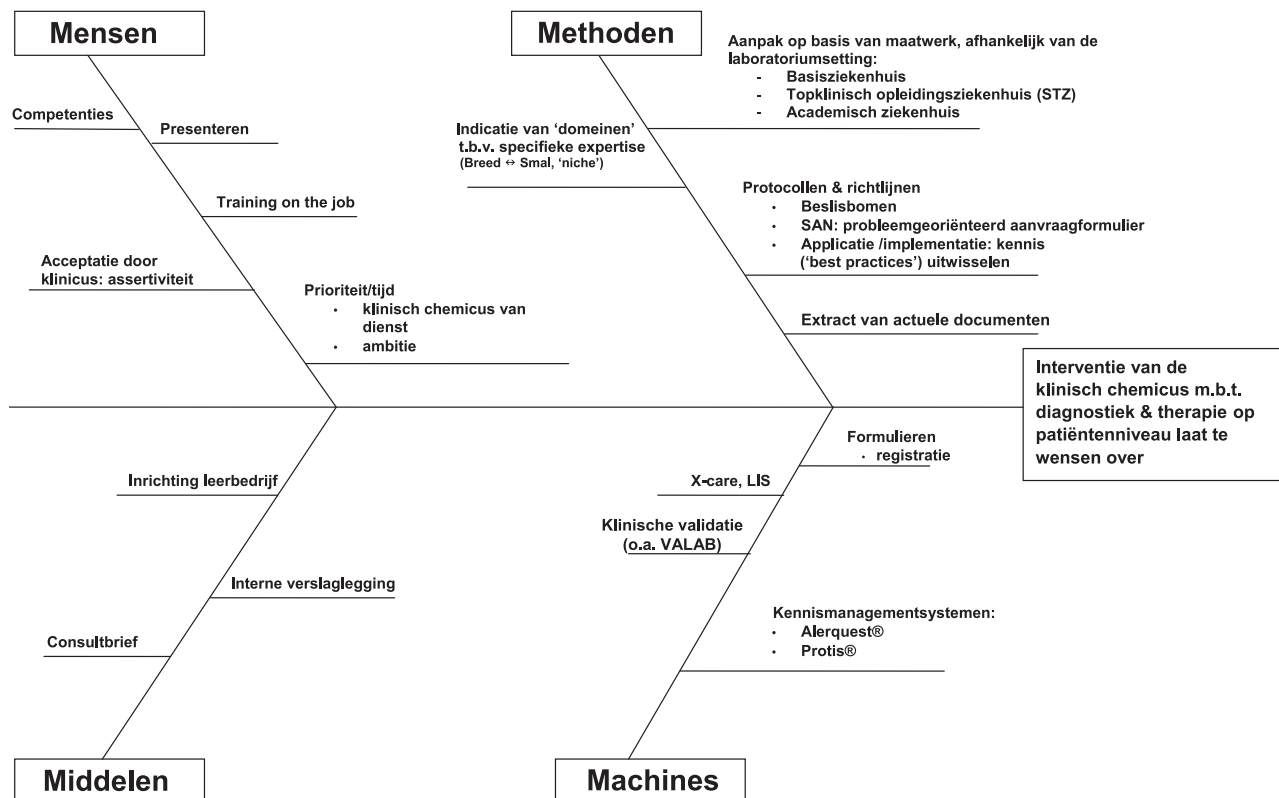 Mensen
Competenties
Presenteren
Training on the job
Acceptatie door
klinicus: assertiviteit
Prioriteit/tijd
• klinisch chemicus van
dienst
• ambitie
Methoden
Aanpak op basis van maatwerk, afhankelijk van de
laboratoriumsetting:
- Basisziekenhuis
- Topklinisch opleidingsziekenhuis (STZ)
- Academisch ziekenhuis
Indicatie van ‘domeinen’
t.b.v. specifieke expertise
(Breed ↔ Smal, ‘niche’)
Protocollen & richtlijnen
• Beslisbomen
• SAN: probleemgeoriënteerd aanvraagformulier
• Applicatie /implementatie: kennis
(‘best practices’) uitwisselen
Extract van actuele documenten
Interventie van de
klinisch chemicus m.b.t.
diagnostiek & therapie op
patiëntenniveau laat te
wensen over
Inrichting leerbedrijf
Interne verslaglegging
Consultbrief
Middelen
Formulieren
• registratie
X-care, LIS
Klinische validatie
(o.a. VALAB)
Kennismanagementsystemen:
• Alerquest®
• Protis®
Machines